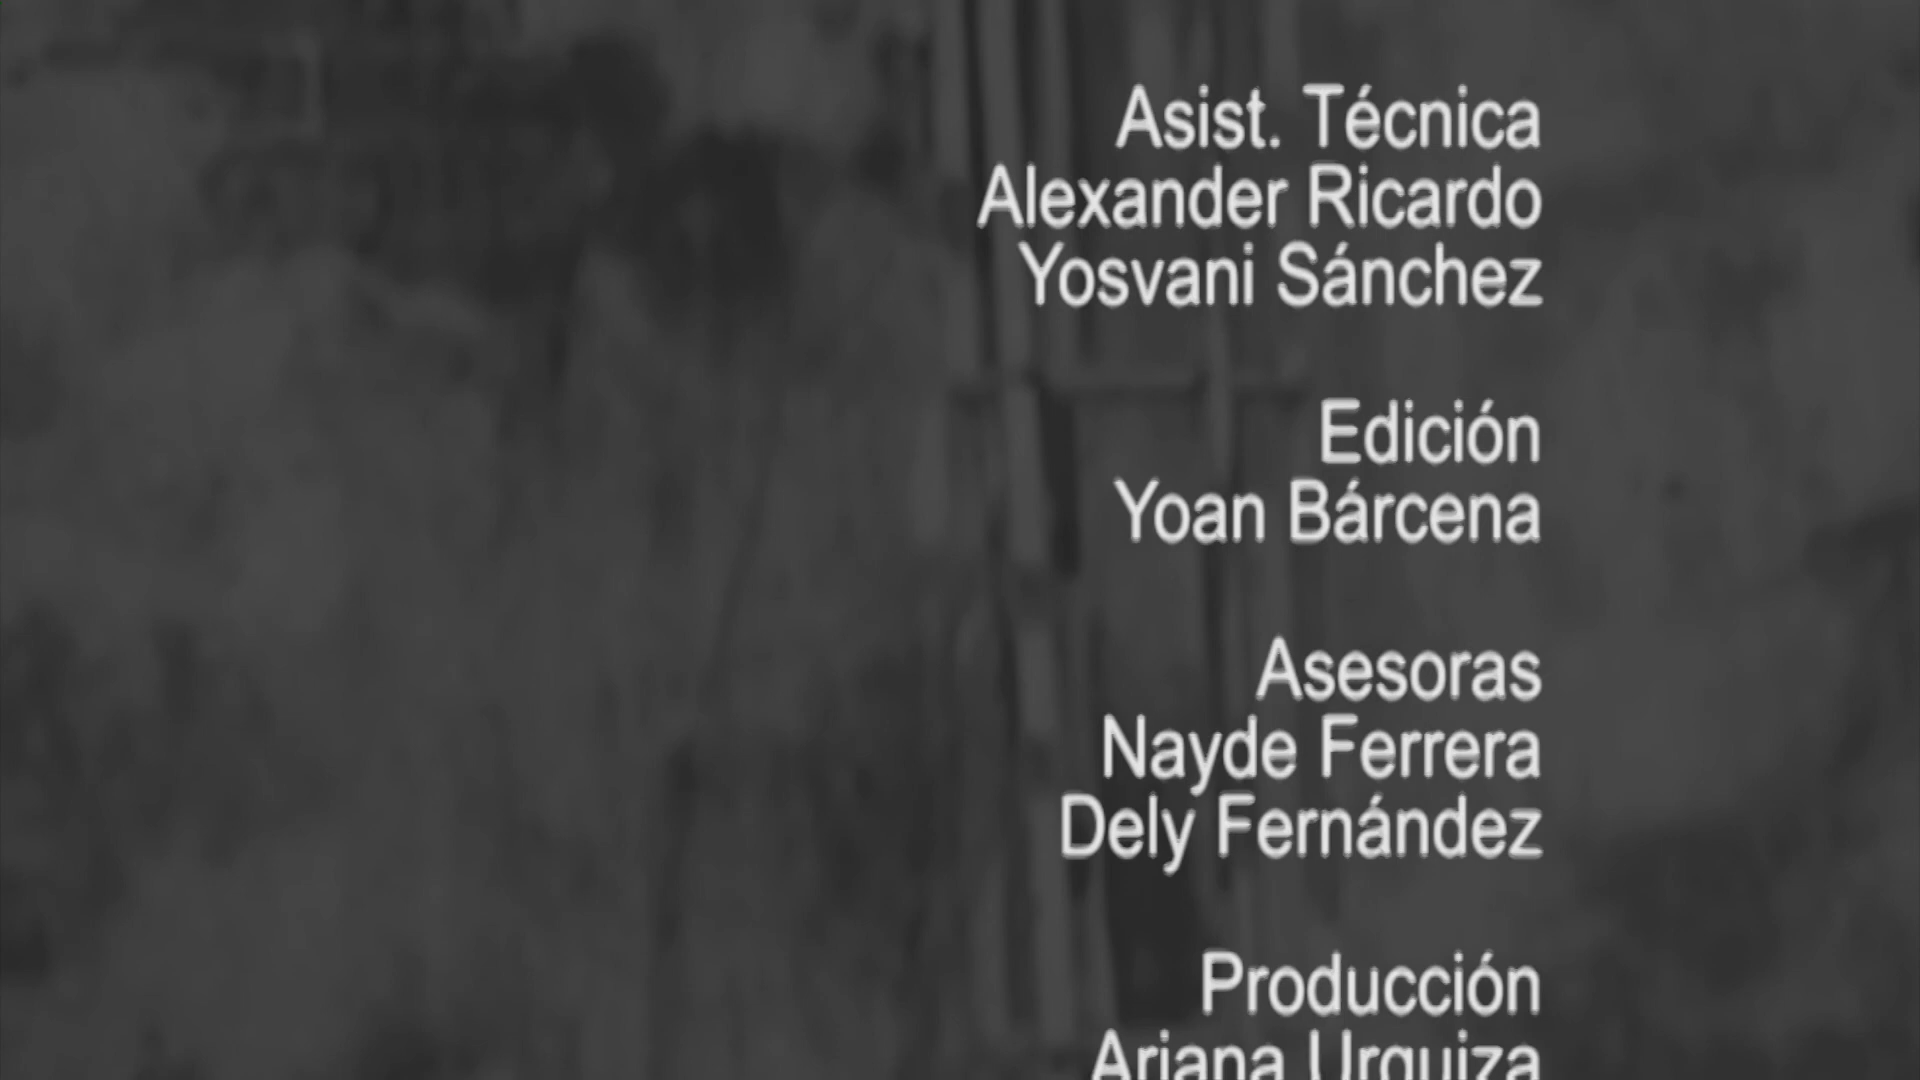 Asist. Técnica
Alexander Ricardo
Yosvani Sánchez
Edición
Yoan Bárcena
Asesoras
Nayde Ferrera
Dely Fernández
Producción
Ariana Urquiza